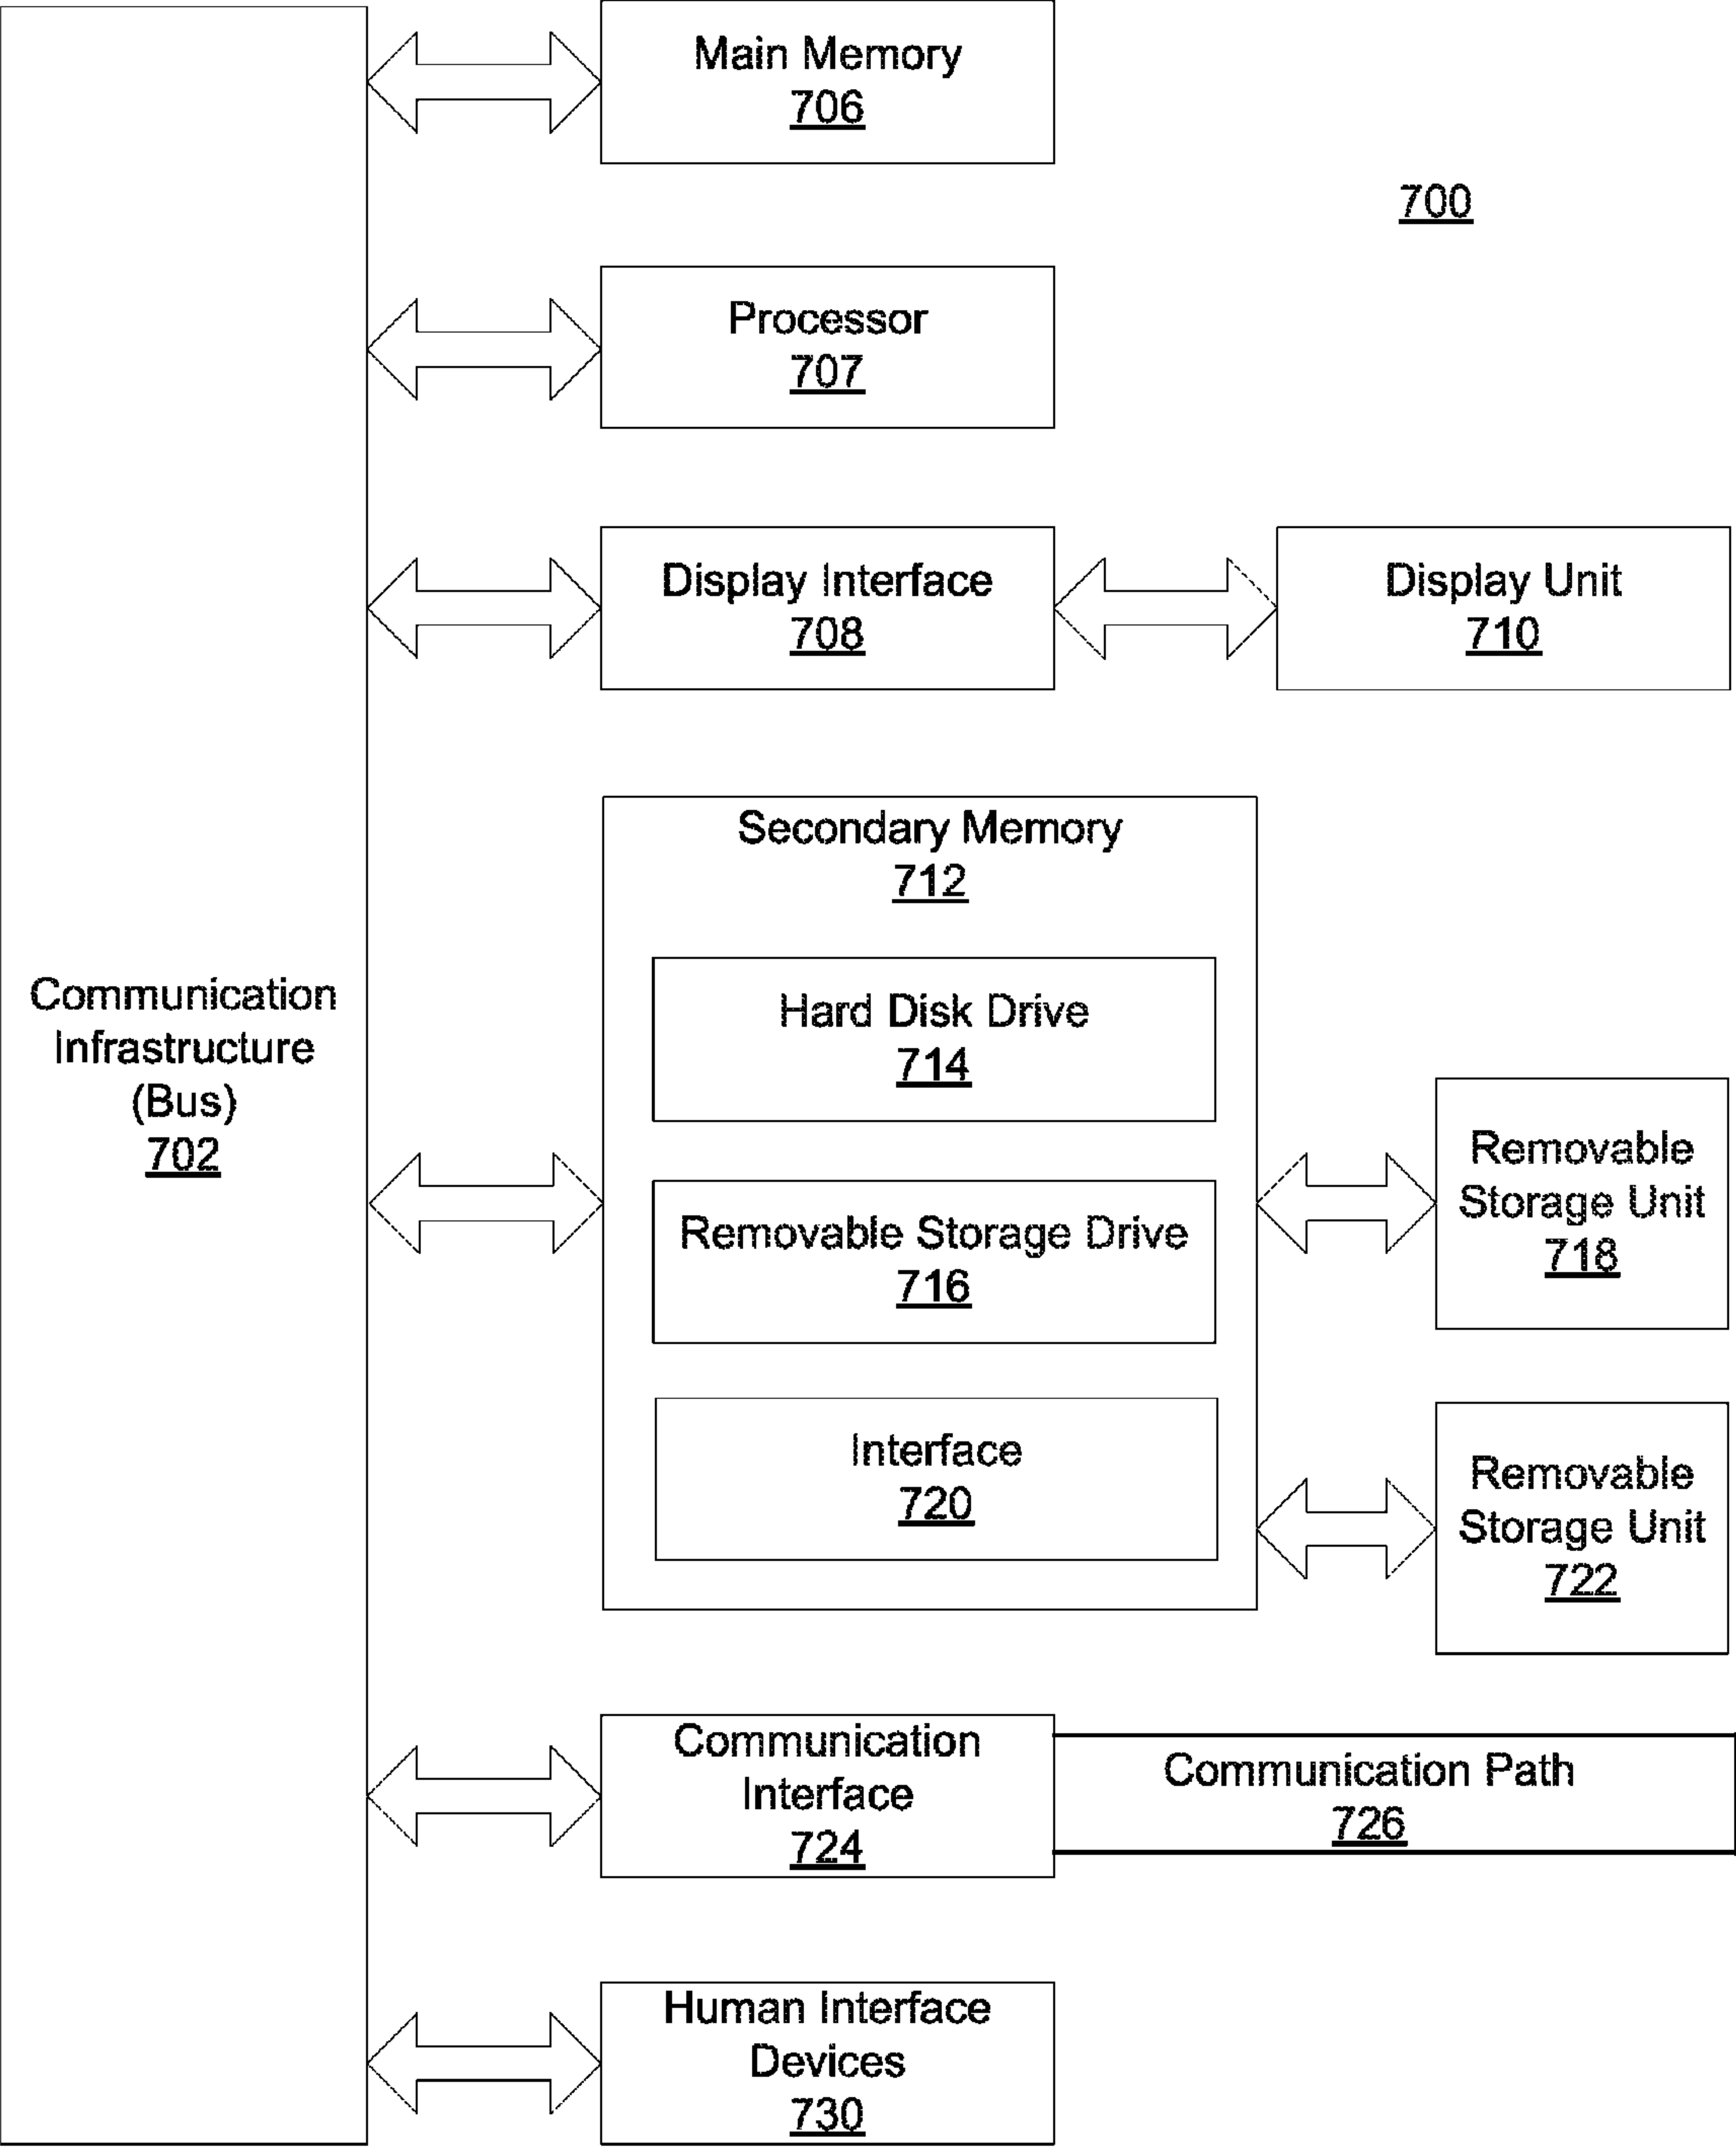 Main Memory
706
700
Processor
707
Display Interface
708
Display Unit
710
Secondary Memory
712
Hard Disk Drive
714
Communication
Infrastructure
(Bus)
702
Removable Storage Drive
716
Removable
Storage Unit
718
Interface
720
Removable
Storage Unit
722
Communication
Interface
724
Communication Path
726
Human Interface
Devices
730